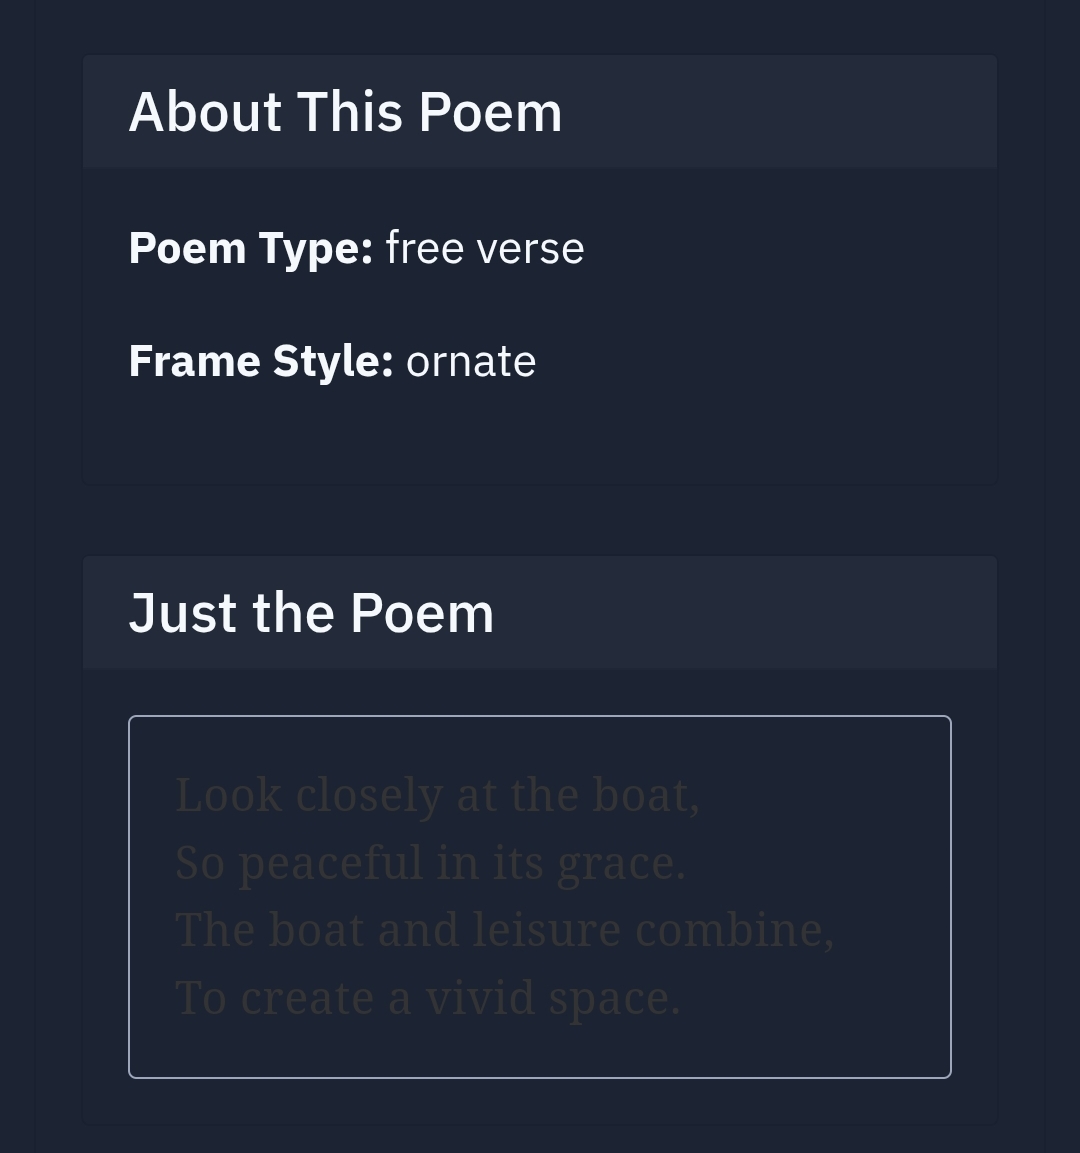 About This Poem
Poem Type: free verse
Frame Style: ornate
Just the Poem
Look closely at the boat,
So peaceful in its grace.
The boat and leisure combine,
To create a vivid space.